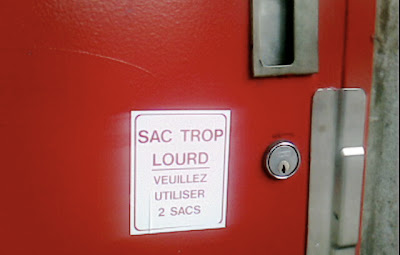 SAC TROP
LOURD
VEUILLEZ
UTILISER
2 SACS